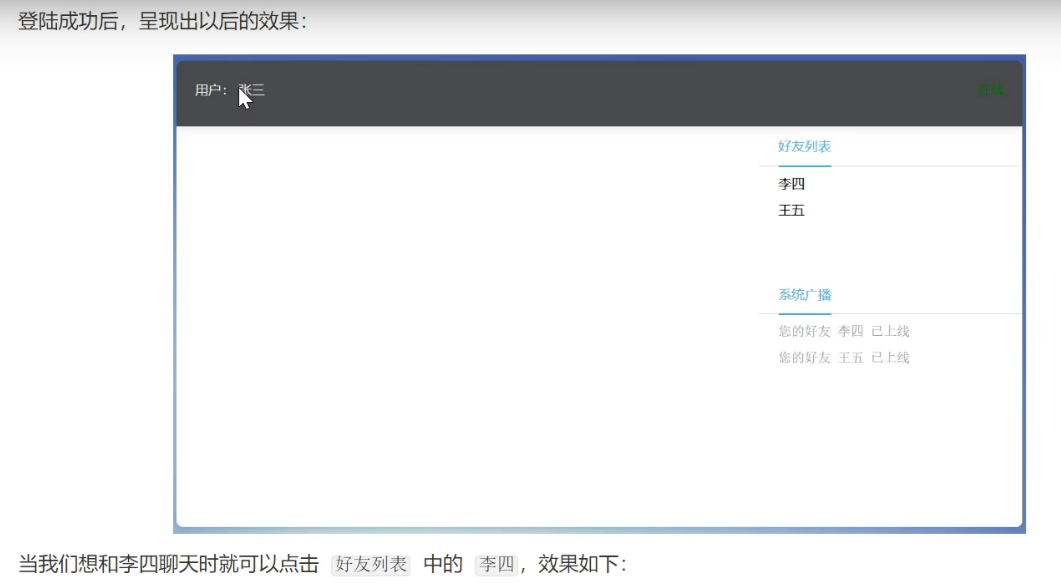 登陆成功后，呈现出以后的效果：
用户： 张三
在线
好友列表
李四
王五
系统广播
您的好友 李四 已上线
您的好友 王五 已上线
当我们想和李四聊天时就可以点击 好友列表 中的 李四，效果如下：